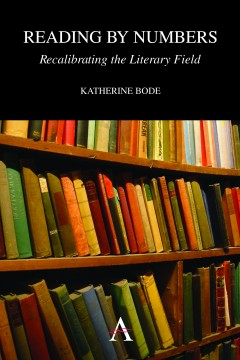 READING BY NUMBERS
Recalibrating the Literary Field
KATHERINE BODE
A